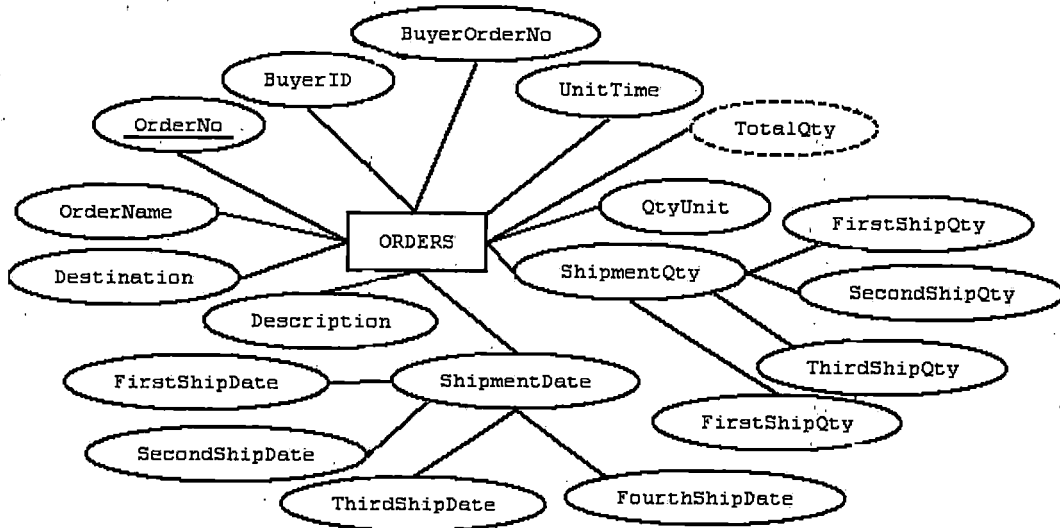 BuyerOrderNo
BuyerID
UnitTime
OrderNo
TotalQty
OrderName
QtyUnit
FirstShipQty
ORDERS
Destination
ShipmentQty
SecondShipQty
Description
ThirdShipQty
FirstShipDate
ShipmentDate
FirstShipQty
SecondShipDate
ThirdShipDate
FourthShipDate